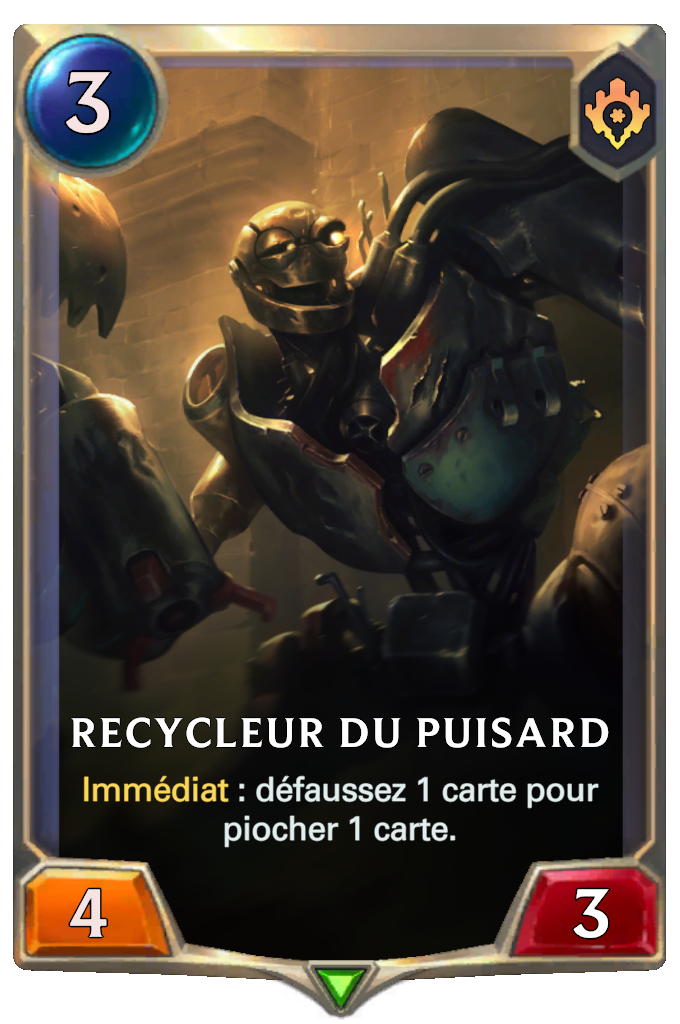 3
RECYCLEUR DU PUISARD
Immédiat : défaussez 1 carte pour
piocher 1 carte.
4
3